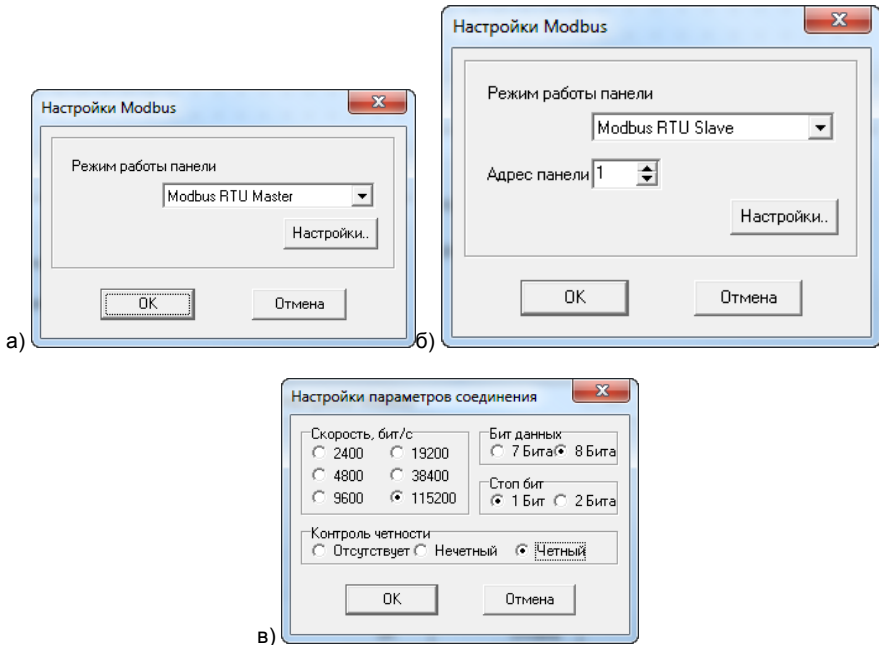 Настройки Modbus
Режим работы панели
Modbus RTU Master
Настройки..
OK Отмена
а)
Настройки Modbus
Режим работы панели
Modbus RTU Slave
Адрес панели 1
Настройки..
OK Отмена
б)
Настройки параметров соединения
Скорость, бит/с
2400 19200
4800 38400
9600 115200
Бит данных
7 Бита 8 Бита
Стоп бит
1 Бит 2 Бита
Контроль четности
Отсутствует Нечетный Четный
OK Отмена
в)